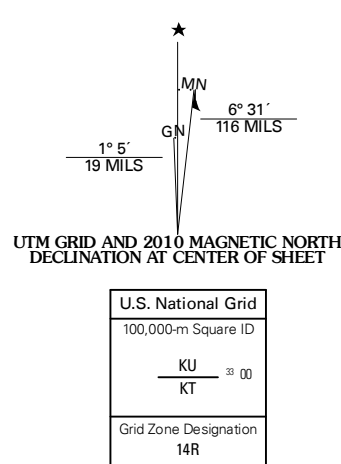 ★
MN
6° 31´
116 MILS
GN
1° 5´
19 MILS
UTM GRID AND 2010 MAGNETIC NORTH
DECLINATION AT CENTER OF SHEET
U.S. National Grid
100,000-m Square ID
KU
33 00
KT
Grid Zone Designation
14R